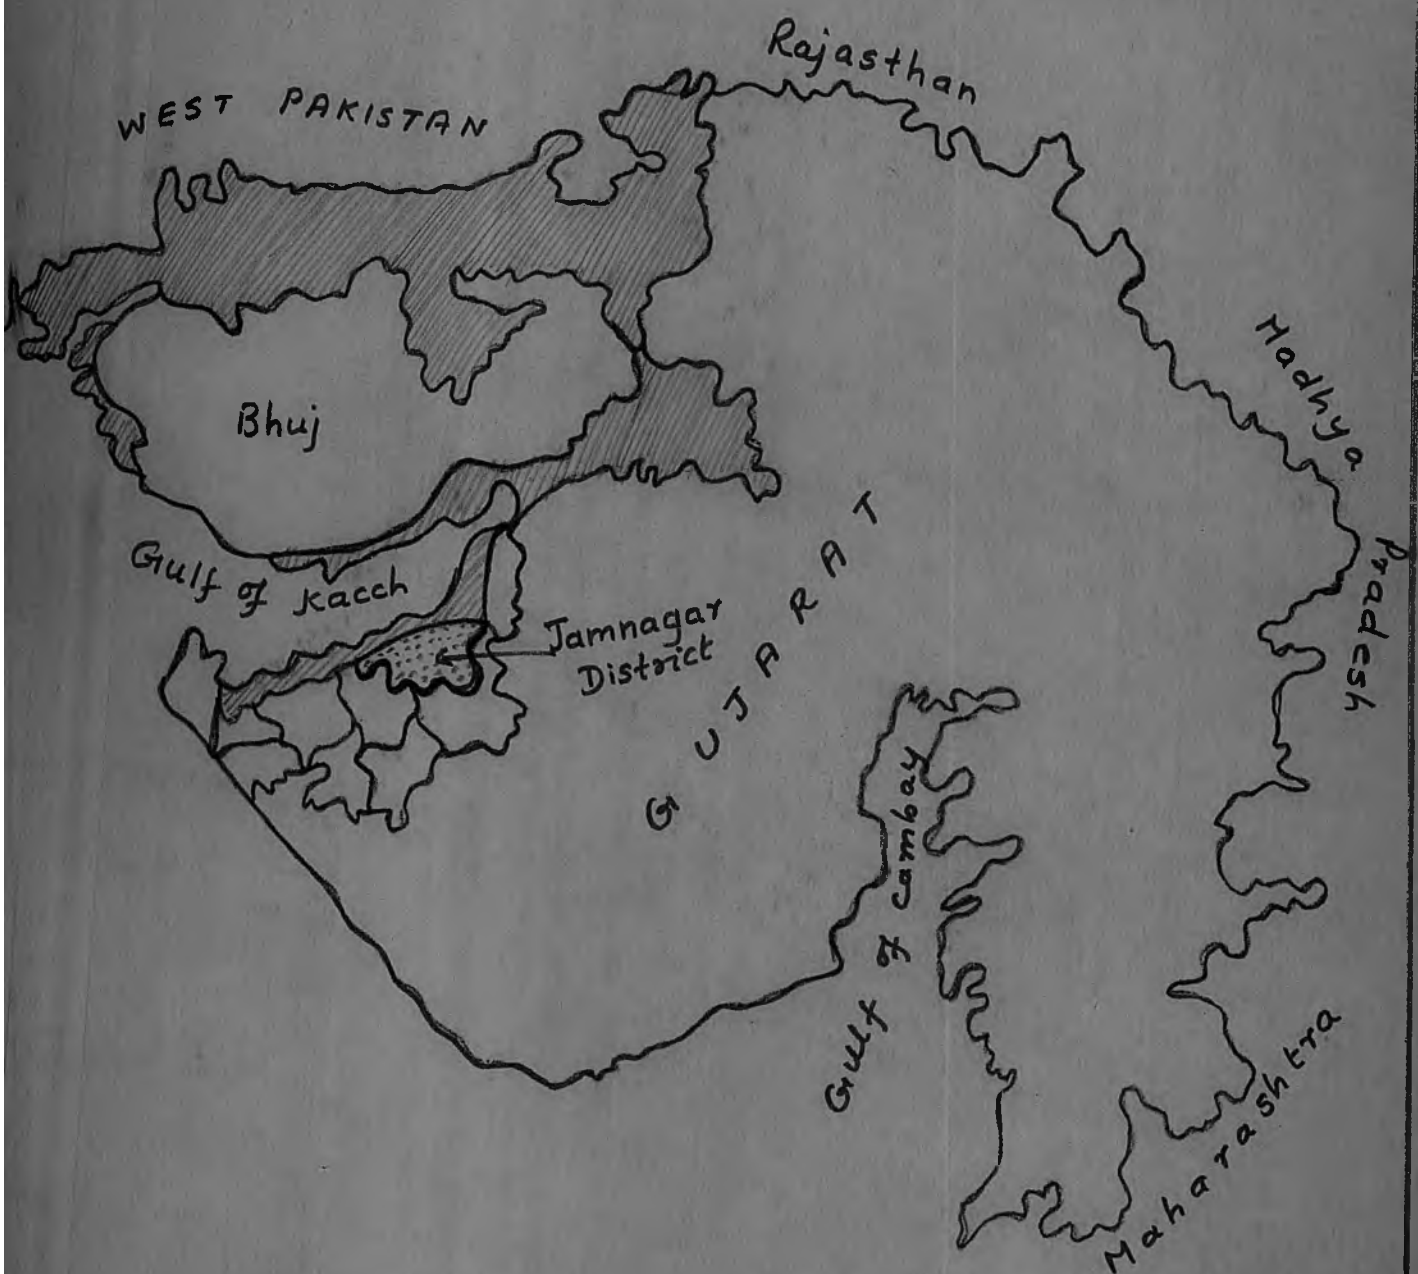 Rajasthan
WEST PAKISTAN
Madhya Pradesh
Bhuj
GUJARAT
Gulf of Kacch
Jamnagar
District
Gulf of Cambay
Maharashtra